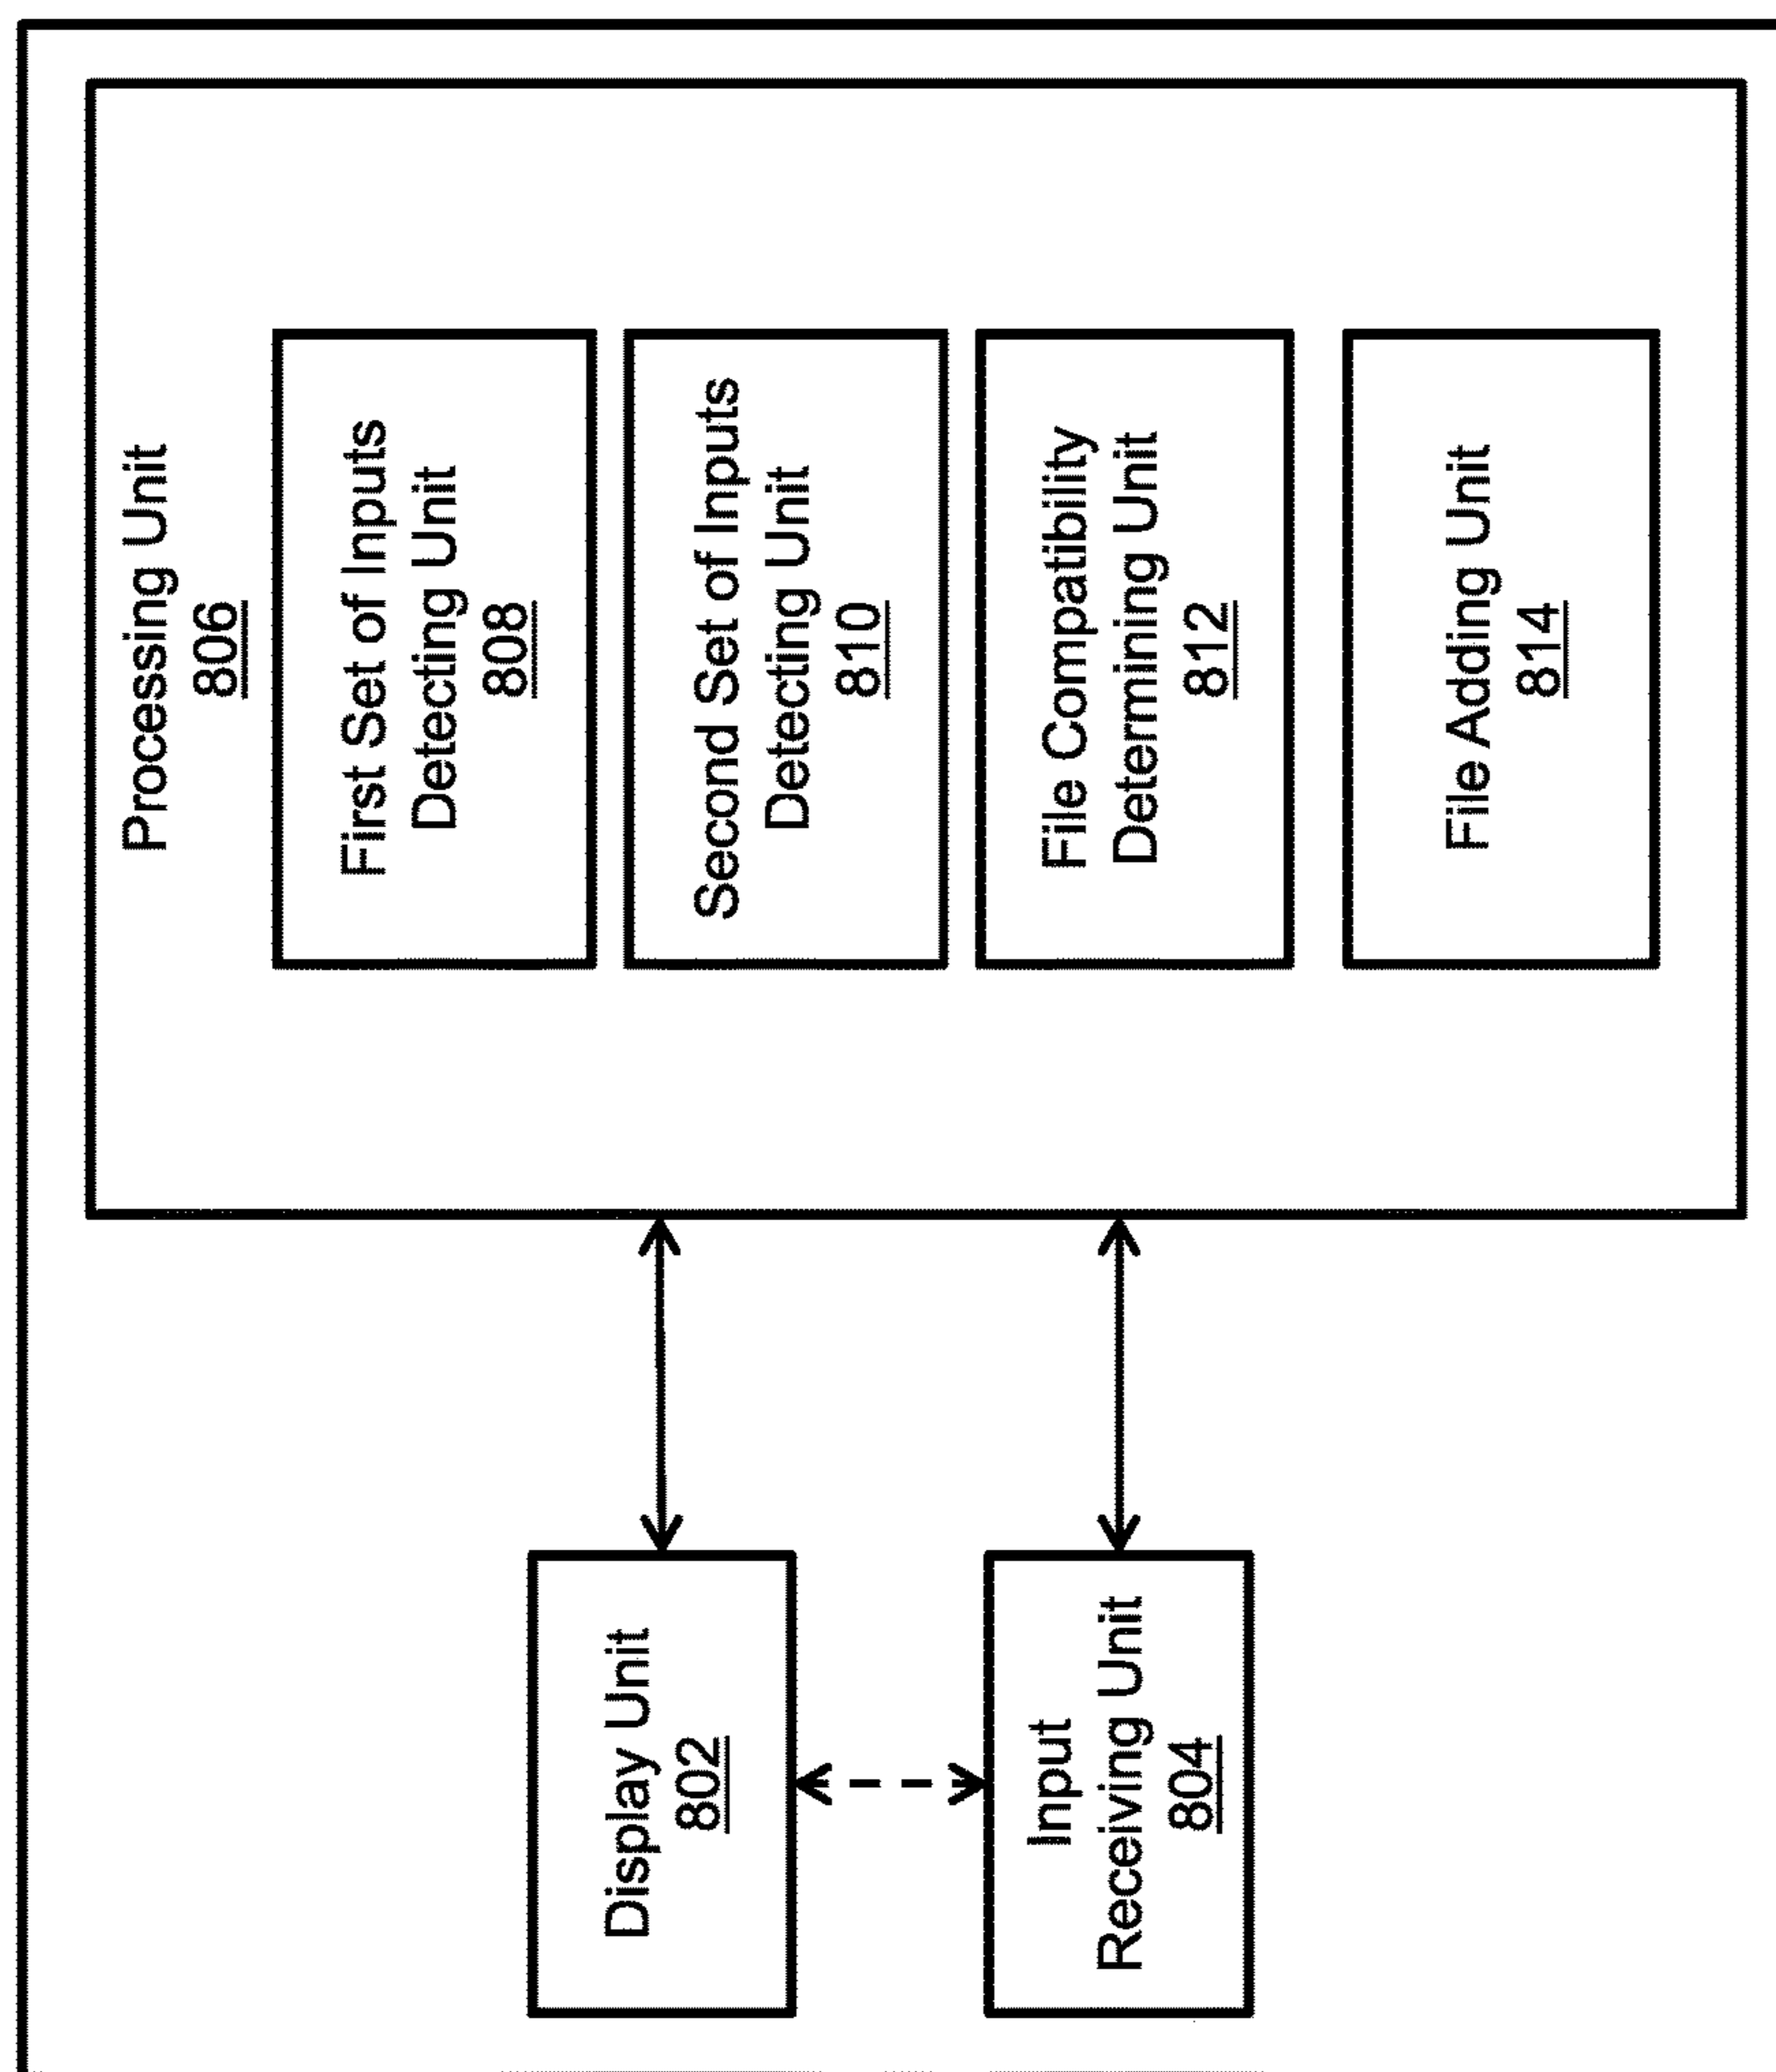 Processing Unit
806
First Set of Inputs
Detecting Unit
808
Second Set of Inputs
Detecting Unit
810
File Compatibility
Determining Unit
812
File Adding Unit
814
Display Unit
802
Input
Receiving Unit
804